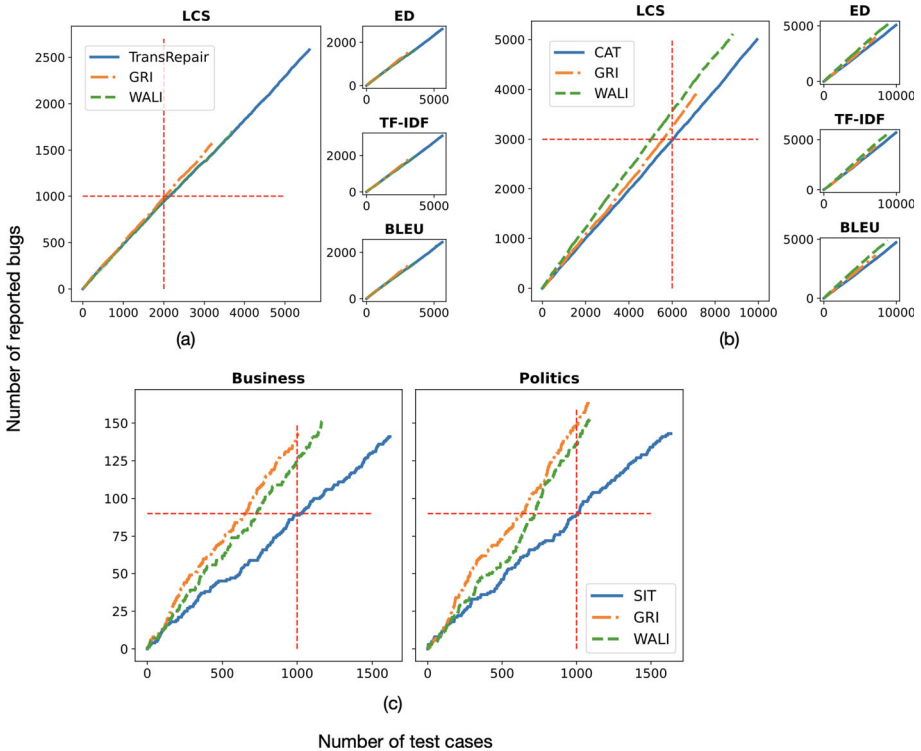 LCS
2500
2000
1500
1000
500
0
TransRepair
GRI
WALI
0 1000 2000 3000 4000 5000
(a)
ED
2000
0
0 5000
TF-IDF
2000
0
0 5000
BLEU
2000
0
0 5000
LCS
5000
4000
3000
2000
1000
0
CAT
GRI
WALI
0 2000 4000 6000 8000 10000
(b)
ED
5000
0
0 10000
TF-IDF
5000
0
0 10000
BLEU
5000
0
0 10000
Number of reported bugs
Business
150
125
100
75
50
25
0
0 500 1000 1500
Politics
SIT
GRI
WALI
0 500 1000 1500
(c)
Number of test cases